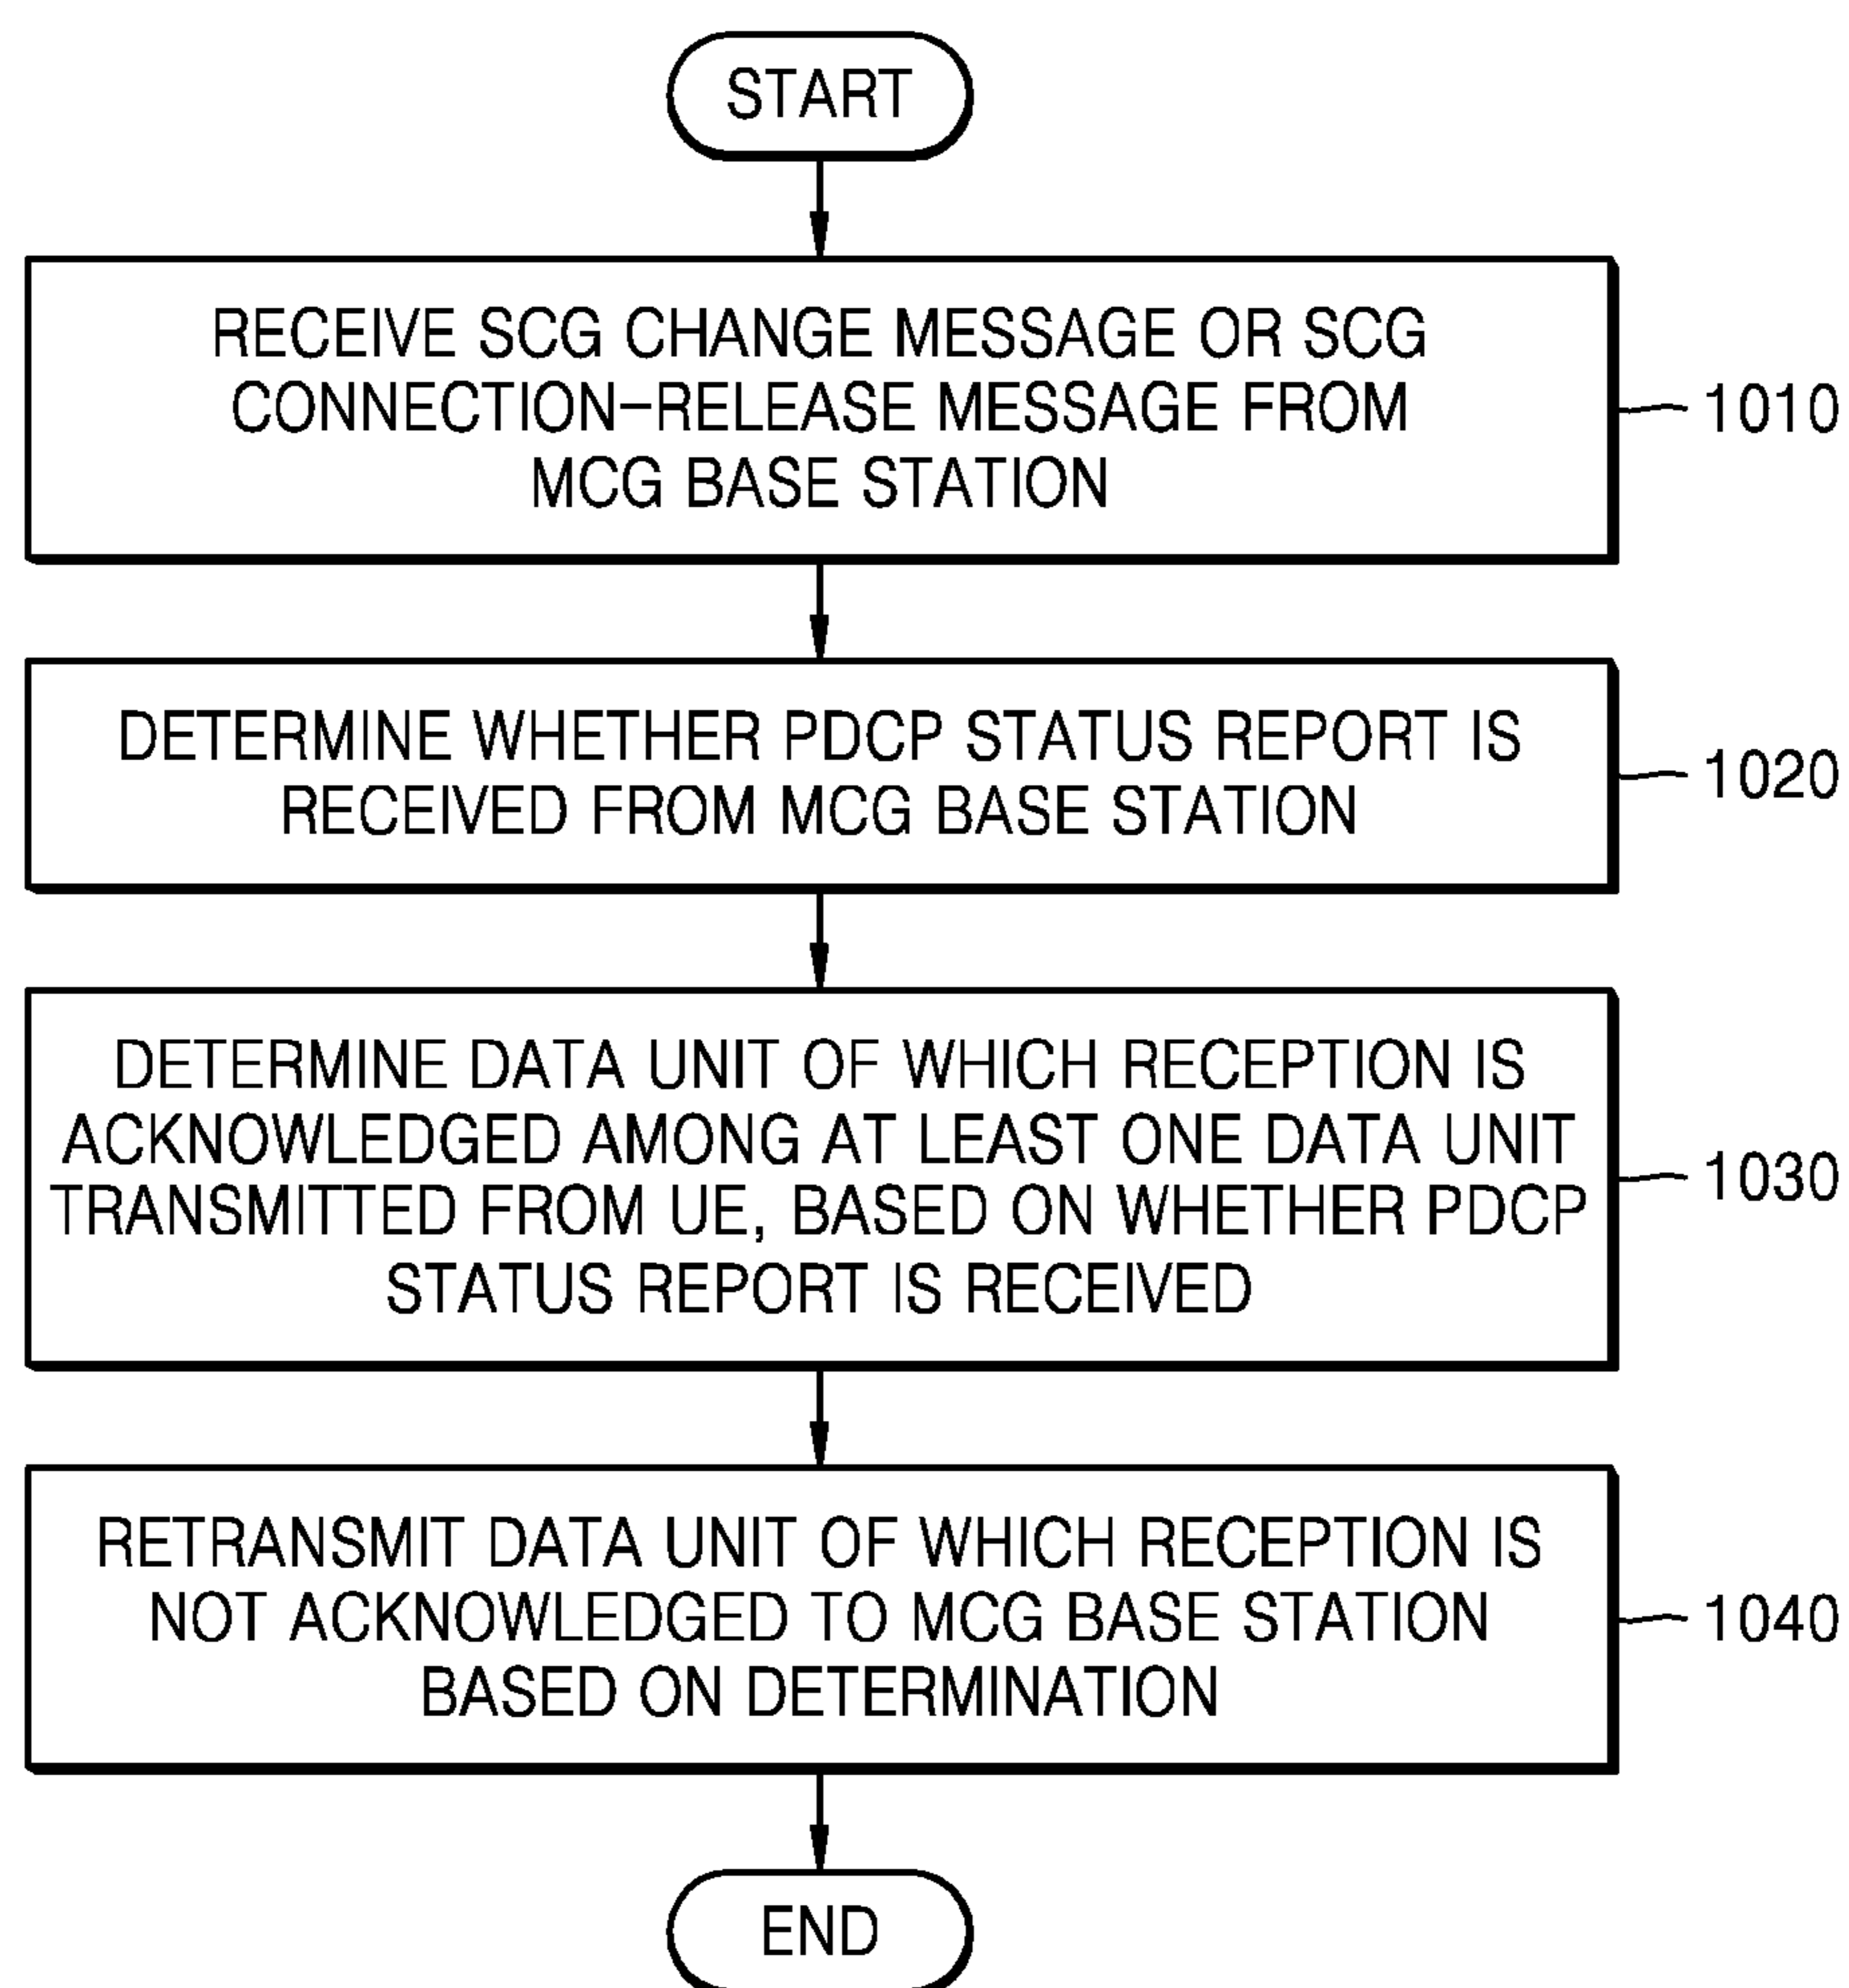 START
RECEIVE SCG CHANGE MESSAGE OR SCG
CONNECTION-RELEASE MESSAGE FROM
MCG BASE STATION
1010
DETERMINE WHETHER PDCP STATUS REPORT IS
RECEIVED FROM MCG BASE STATION
1020
DETERMINE DATA UNIT OF WHICH RECEPTION IS
ACKNOWLEDGED AMONG AT LEAST ONE DATA UNIT
TRANSMITTED FROM UE, BASED ON WHETHER PDCP
STATUS REPORT IS RECEIVED
1030
RETRANSMIT DATA UNIT OF WHICH RECEPTION IS
NOT ACKNOWLEDGED TO MCG BASE STATION
BASED ON DETERMINATION
1040
END